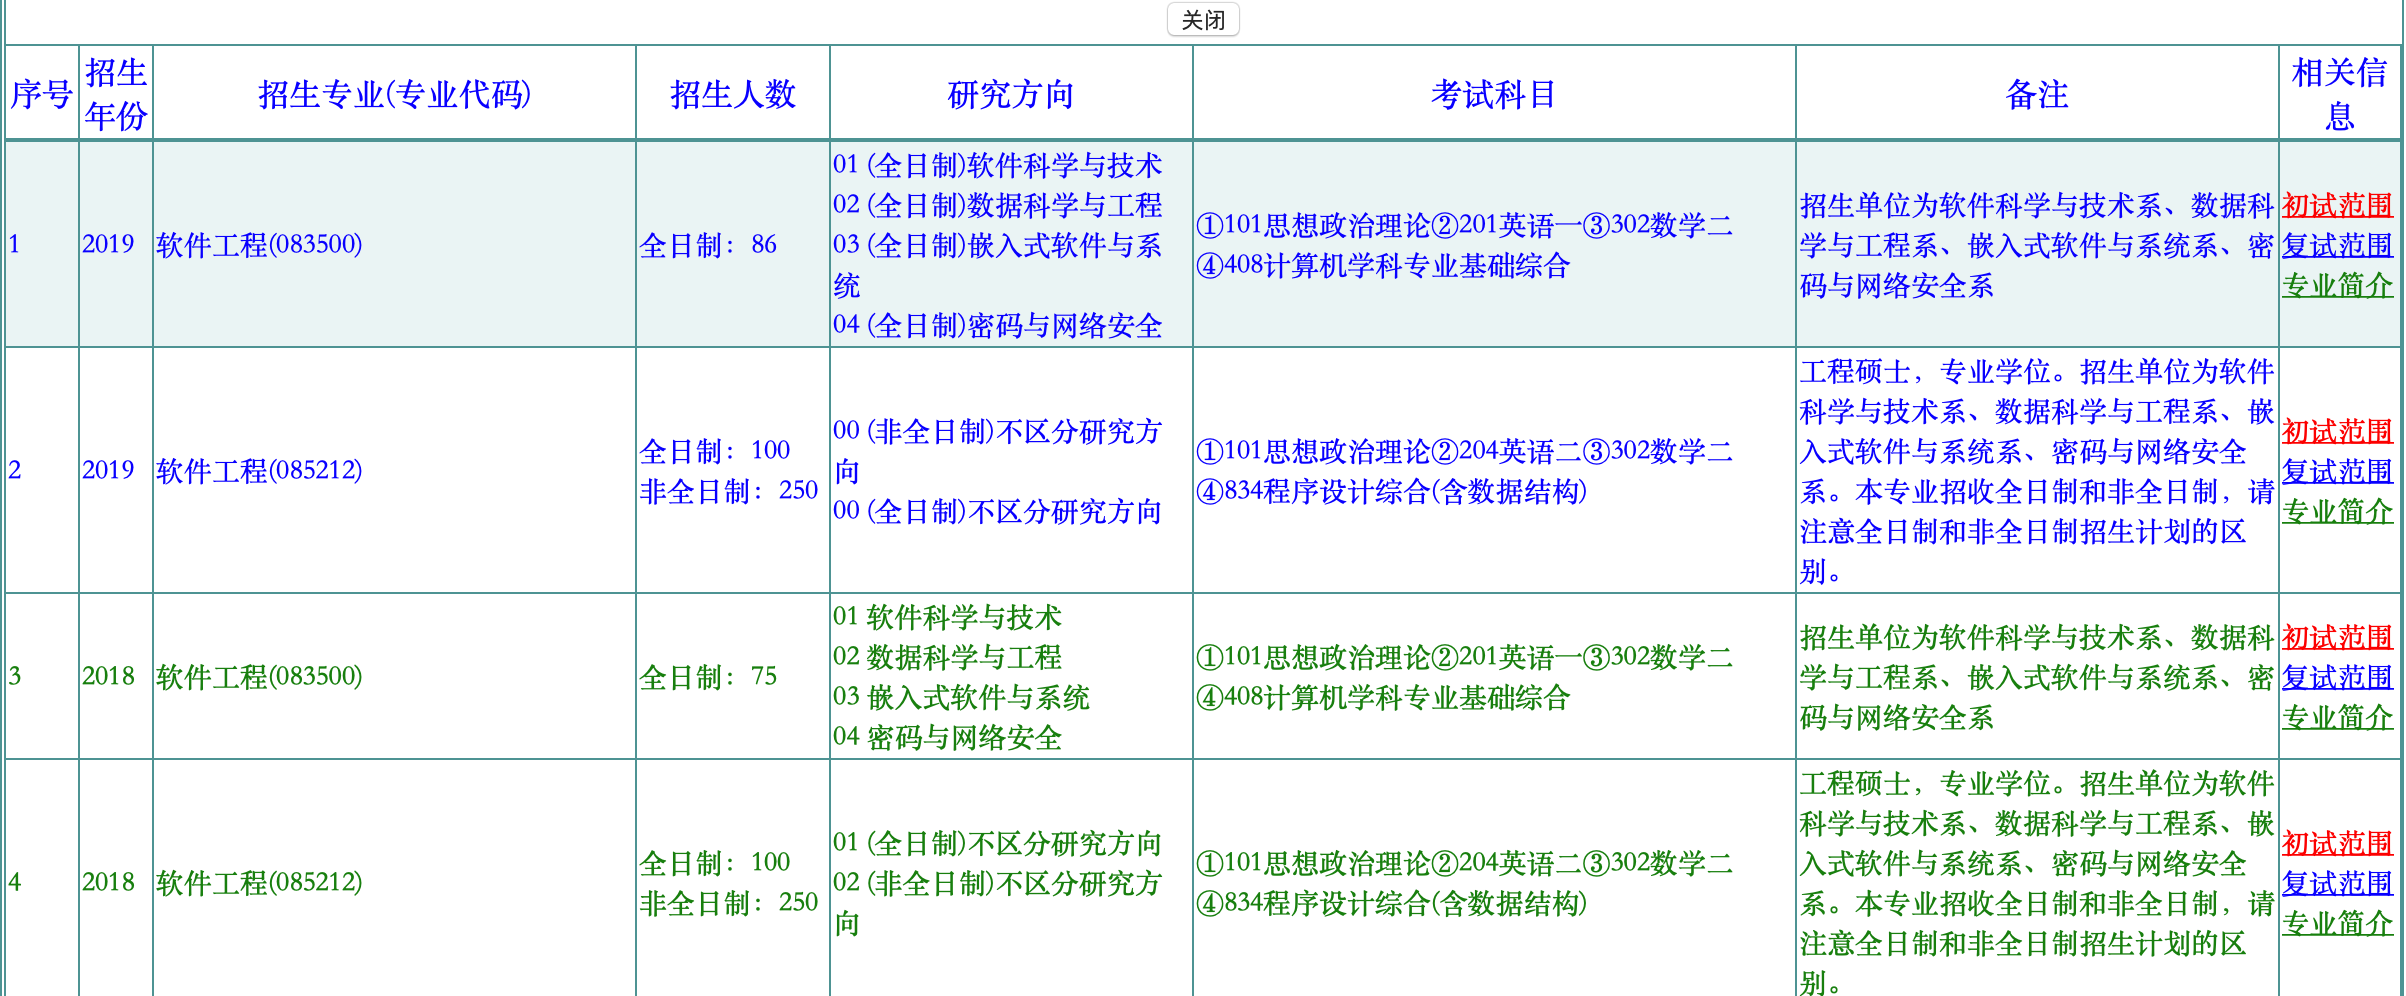 关闭
序号
招生
年份
招生专业(专业代码)
招生人数
研究方向
考试科目
备注
相关信
息
1
2019
软件工程(083500)
全日制：86
01 (全日制)软件科学与技术
02 (全日制)数据科学与工程
03 (全日制)嵌入式软件与系
统
04 (全日制)密码与网络安全
①101思想政治理论②201英语一③302数学二
④408计算机学科专业基础综合
招生单位为软件科学与技术系、数据科
学与工程系、嵌入式软件与系统系、密
码与网络安全系
初试范围
复试范围
专业简介
2
2019
软件工程(085212)
全日制：100
非全日制：250
00 (非全日制)不区分研究方
向
00 (全日制)不区分研究方向
①101思想政治理论②204英语二③302数学二
④834程序设计综合(含数据结构)
工程硕士，专业学位。招生单位为软件
科学与技术系、数据科学与工程系、嵌
入式软件与系统系、密码与网络安全
系。本专业招收全日制和非全日制，请
注意全日制和非全日制招生计划的区
别。
初试范围
复试范围
专业简介
3
2018
软件工程(083500)
全日制：75
01 软件科学与技术
02 数据科学与工程
03 嵌入式软件与系统
04 密码与网络安全
①101思想政治理论②201英语一③302数学二
④408计算机学科专业基础综合
招生单位为软件科学与技术系、数据科
学与工程系、嵌入式软件与系统系、密
码与网络安全系
初试范围
复试范围
专业简介
4
2018
软件工程(085212)
全日制：100
非全日制：250
01 (全日制)不区分研究方向
02 (非全日制)不区分研究方
向
①101思想政治理论②204英语二③302数学二
④834程序设计综合(含数据结构)
工程硕士，专业学位。招生单位为软件
科学与技术系、数据科学与工程系、嵌
入式软件与系统系、密码与网络安全
系。本专业招收全日制和非全日制，请
注意全日制和非全日制招生计划的区
别。
初试范围
复试范围
专业简介